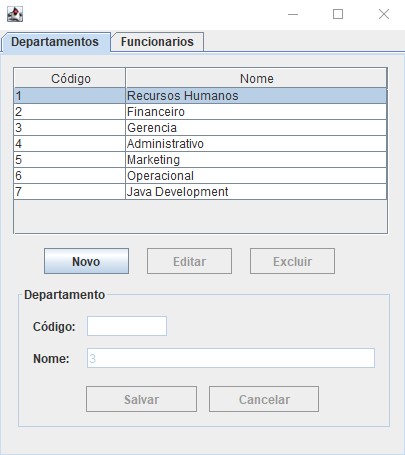 Departamentos Funcionarios
Código Nome
1 Recursos Humanos
2 Financeiro
3 Gerencia
4 Administrativo
5 Marketing
6 Operacional
7 Java Development
Novo Editar Excluir
Departamento
Código:
Nome: 3
Salvar Cancelar